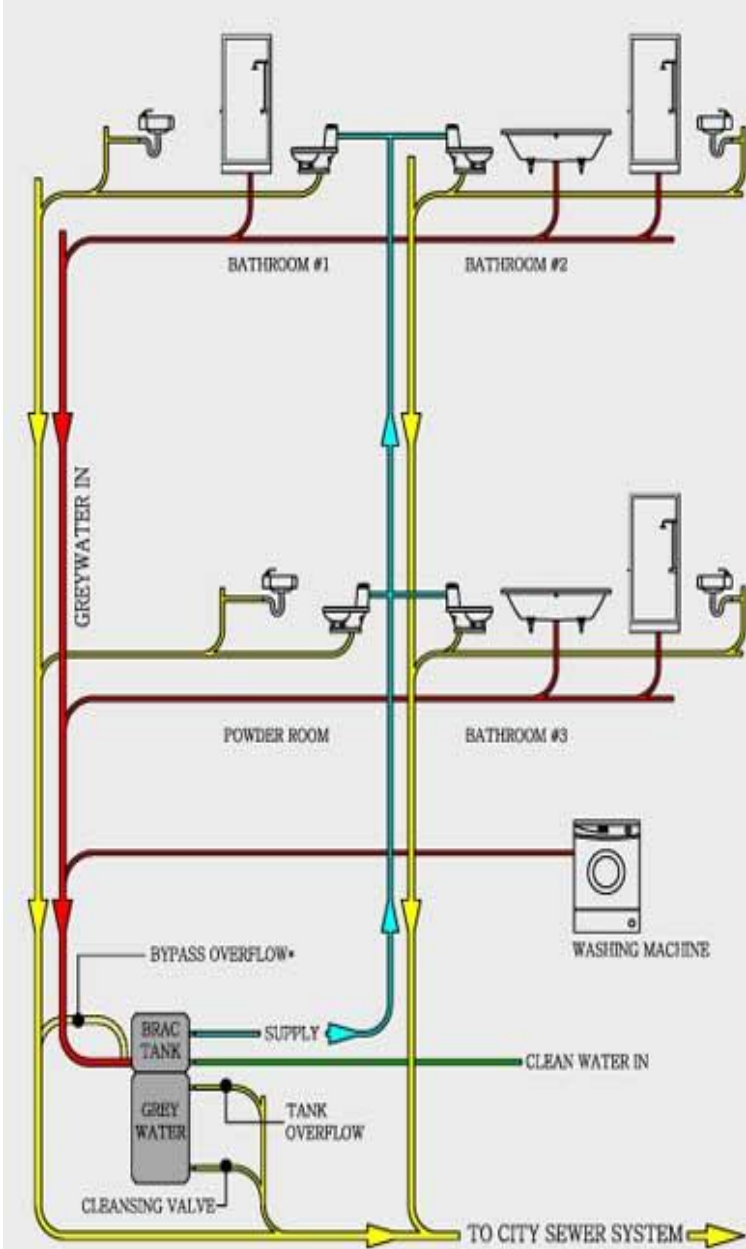 BATHROOM #1
BATHROOM #2
GREYWATER IN
POWDER ROOM
BATHROOM #3
WASHING MACHINE
BYPASS OVERFLOW*
BRAC
TANK
SUPPLY
CLEAN WATER IN
GREY
WATER
TANK
OVERFLOW
CLEANSING VALVE
TO CITY SEWER SYSTEM